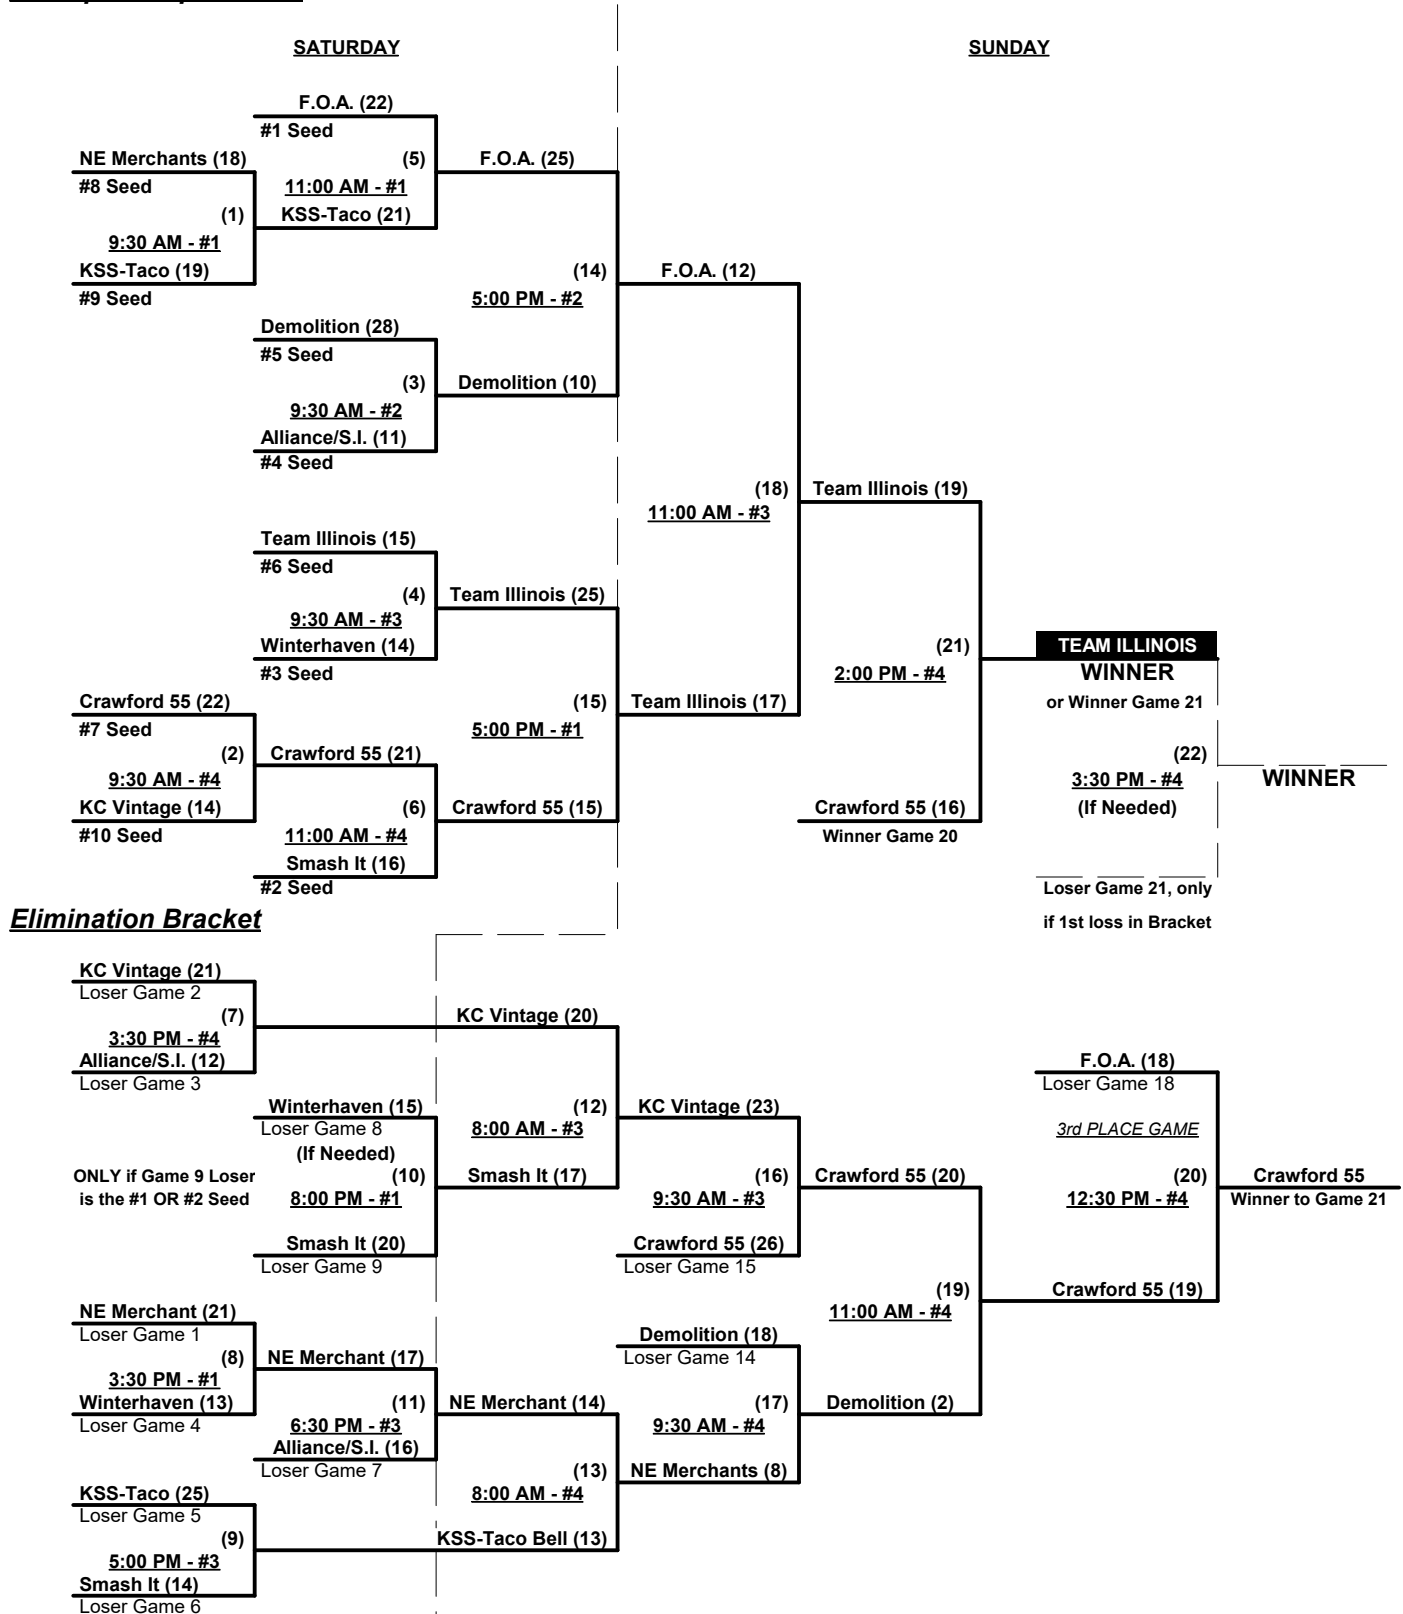 SATURDAY
SUNDAY
F.O.A. (22)
#1 Seed
NE Merchants (18)
(5)
F.O.A. (25)
#8 Seed
11:00 AM - #1
(1)
KSS-Taco (21)
9:30 AM - #1
KSS-Taco (19)
(14)
F.O.A. (12)
#9 Seed
5:00 PM - #2
Demolition (28)
#5 Seed
(3)
Demolition (10)
9:30 AM - #2
Alliance/S.I. (11)
#4 Seed
(18)
Team Illinois (19)
11:00 AM - #3
Team Illinois (15)
#6 Seed
(4)
Team Illinois (25)
9:30 AM - #3
Winterhaven (14)
(21)
TEAM ILLINOIS
#3 Seed
2:00 PM - #4
WINNER
Crawford 55 (22)
(15)
Team Illinois (17)
or Winner Game 21
#7 Seed
5:00 PM - #1
(2)
Crawford 55 (21)
(22)
9:30 AM - #4
3:30 PM - #4
WINNER
KC Vintage (14)
(6)
Crawford 55 (15)
Crawford 55 (16)
(If Needed)
#10 Seed
11:00 AM - #4
Winner Game 20
Smash It (16)
#2 Seed
Loser Game 21, only
if 1st loss in Bracket
Elimination Bracket
KC Vintage (21)
Loser Game 2
(7)
KC Vintage (20)
3:30 PM - #4
Alliance/S.I. (12)
F.O.A. (18)
Loser Game 3
Loser Game 18
Winterhaven (15)
(12)
KC Vintage (23)
Loser Game 8
8:00 AM - #3
3rd PLACE GAME
(If Needed)
ONLY if Game 9 Loser
(10)
Smash It (17)
(16)
Crawford 55 (20)
(20)
Crawford 55
is the #1 OR #2 Seed
8:00 PM - #1
9:30 AM - #3
12:30 PM - #4
Winner to Game 21
Smash It (20)
Crawford 55 (26)
Loser Game 9
Loser Game 15
(19)
Crawford 55 (19)
NE Merchant (21)
11:00 AM - #4
Loser Game 1
Demolition (18)
(8)
NE Merchant (17)
Loser Game 14
3:30 PM - #1
Winterhaven (13)
(11)
NE Merchant (14)
(17)
Demolition (2)
Loser Game 4
6:30 PM - #3
9:30 AM - #4
Alliance/S.I. (16)
Loser Game 7
(13)
NE Merchants (8)
KSS-Taco (25)
8:00 AM - #4
Loser Game 5
(9)
KSS-Taco Bell (13)
5:00 PM - #3
Smash It (14)
Loser Game 6